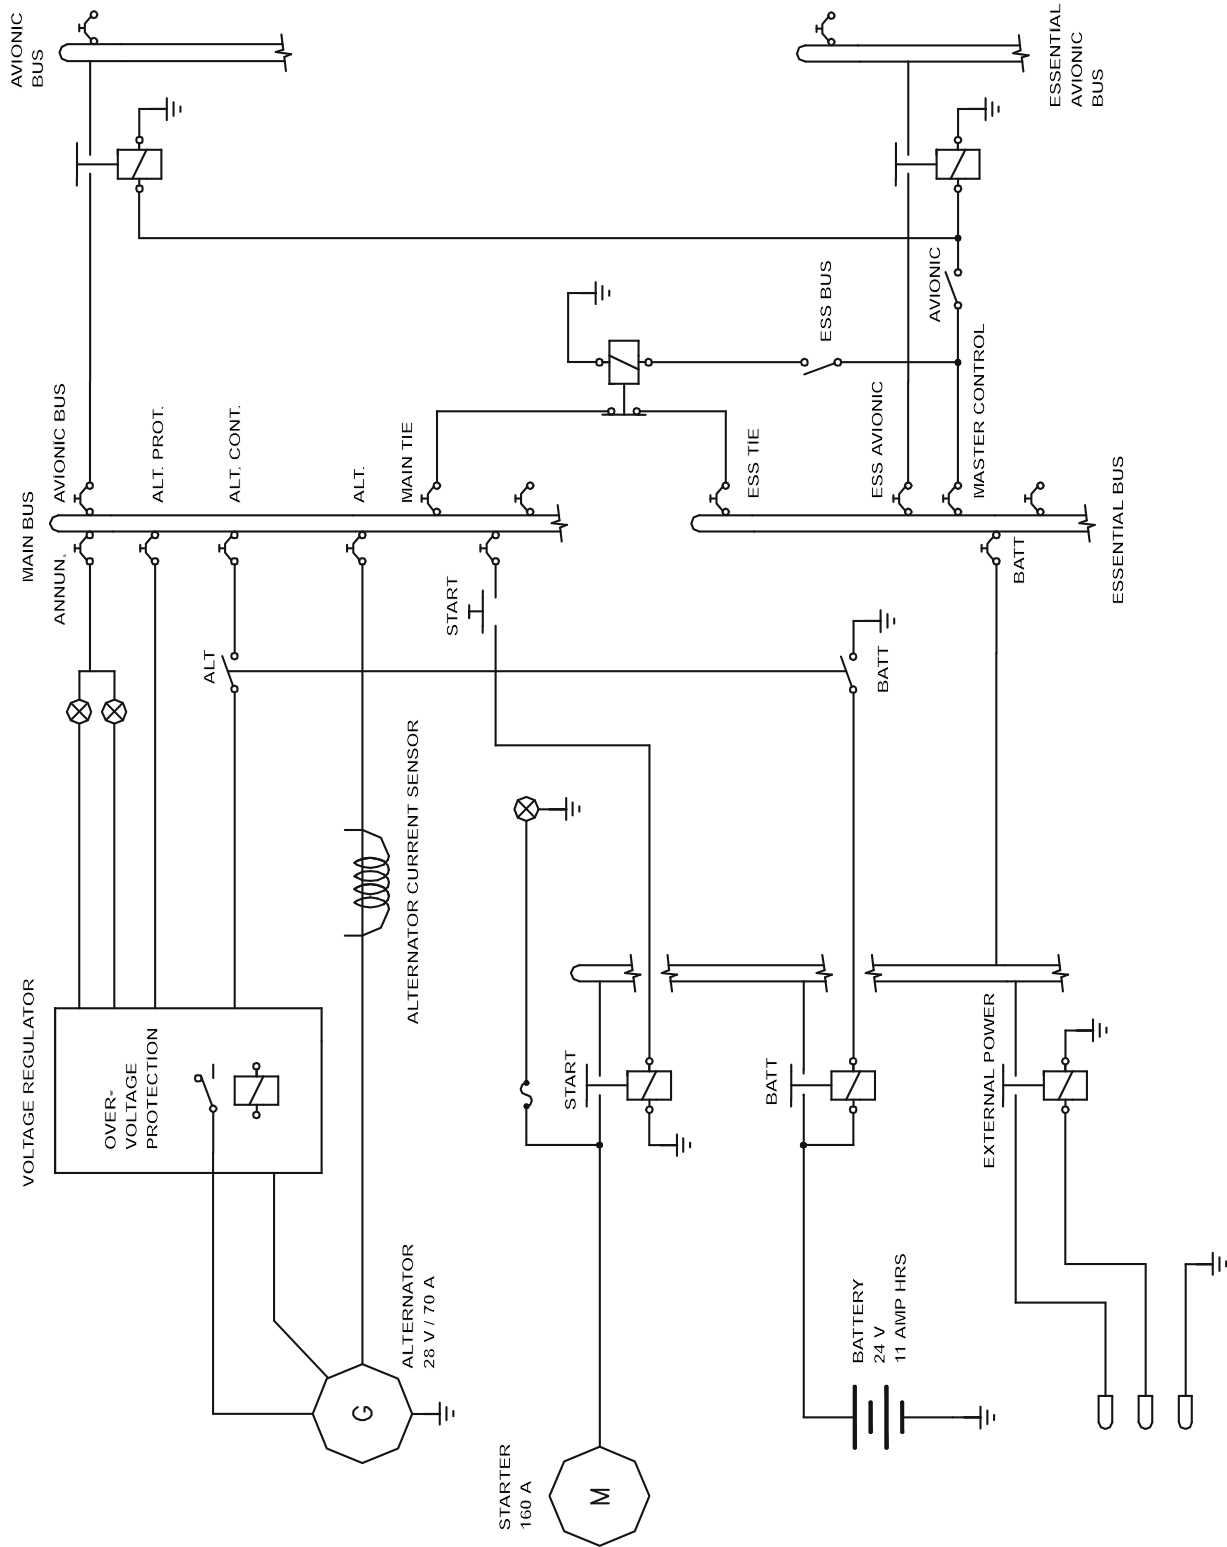 AVIONIC
BUS
ESSENTIAL
AVIONIC
BUS
AVIONIC
ESS BUS
MASTER CONTROL
MAIN BUS
AVIONIC BUS
ALT. PROT.
ALT. CONT.
ALT.
MAIN TIE
ESS TIE
ESS AVIONIC
ESSENTIAL BUS
ANNUN.
START
BATT
ALT
BATT
ALTERNATOR CURRENT SENSOR
VOLTAGE REGULATOR
OVER-
VOLTAGE
PROTECTION
START
BATT
EXTERNAL POWER
ALTERNATOR
28 V / 70 A
G
BATTERY
24 V
11 AMP HRS
STARTER
160 A
M